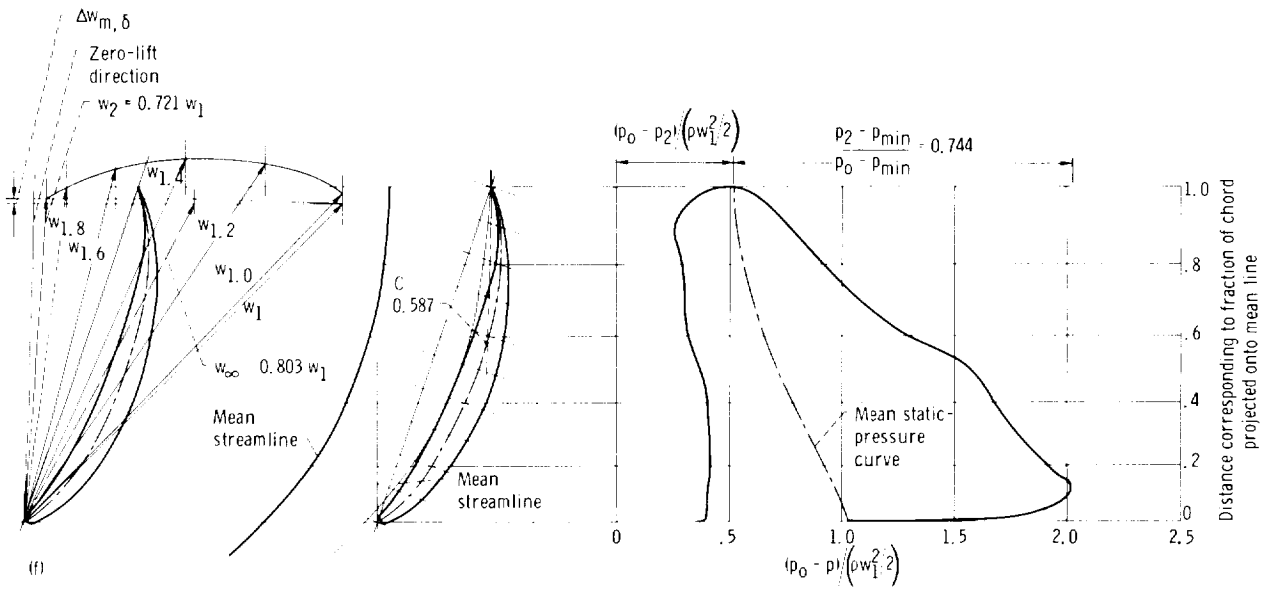 Δw_m, δ
Zero-lift
direction
w_2 = 0.721 w_1
w_1.4
w_1.8
w_1.6
w_1.2
w_1.0
w_1
w_∞ 0.803 w_1
Mean
streamline
(f)
C
0.587
Mean
streamline
(p_0 - p_2)/(ρw_1^2/2)
p_2 - p_min
p_0 - p_min
= 0.744
Mean static-
pressure
curve
0
.5
1.0
1.5
2.0
2.5
(p_0 - p)/(ρw_1^2/2)
1.0
.8
.6
.4
.2
0
Distance corresponding to fraction of chord
projected onto mean line